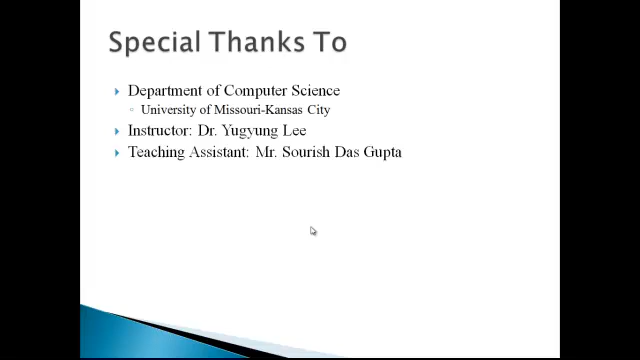 Special Thanks To
Department of Computer Science
University of Missouri-Kansas City
Instructor: Dr. Yugyung Lee
Teaching Assistant: Mr. Sourish Das Gupta